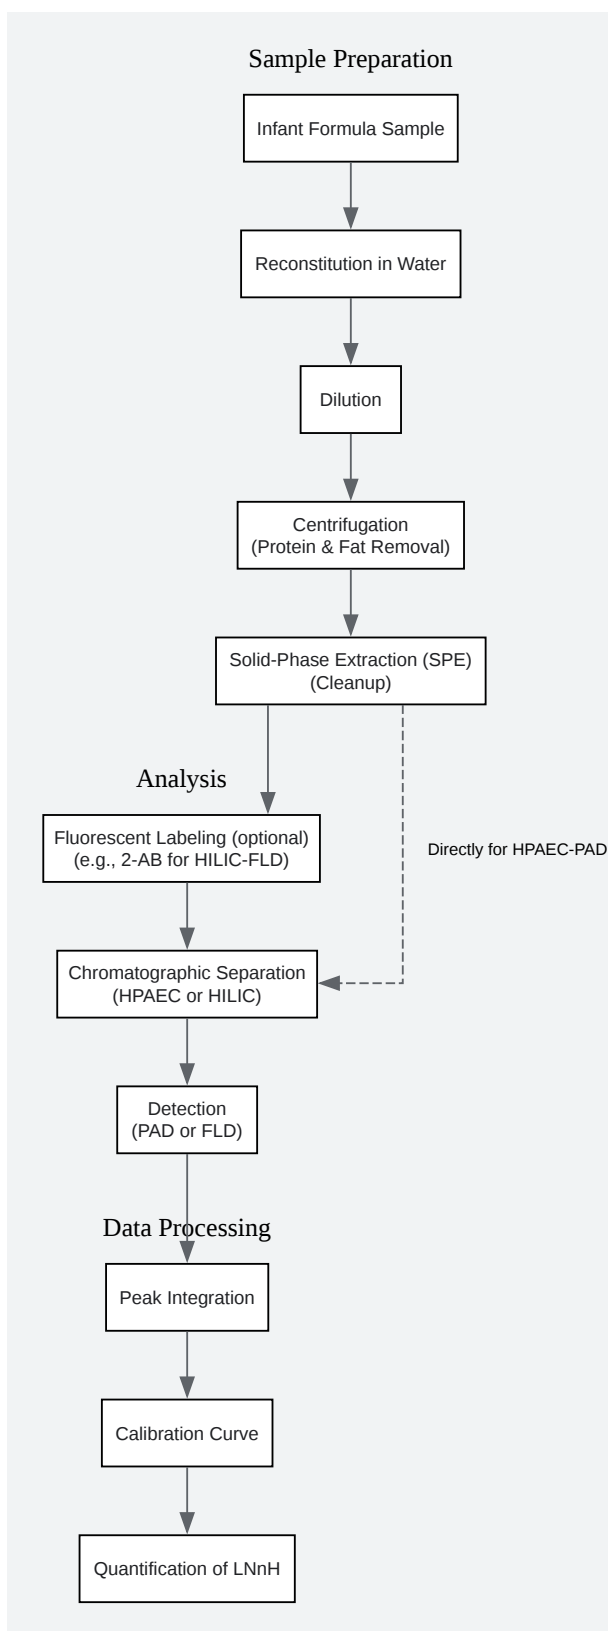 Sample Preparation
Infant Formula Sample
Reconstitution in Water
Dilution
Centrifugation
(Protein & Fat Removal)
Solid-Phase Extraction (SPE)
(Cleanup)
Analysis
Fluorescent Labeling (optional)
(e.g., 2-AB for HILIC-FLD)
Directly for HPAEC-PAD
Chromatographic Separation
(HPAEC or HILIC)
Detection
(PAD or FLD)
Data Processing
Peak Integration
Calibration Curve
Quantification of LNnH